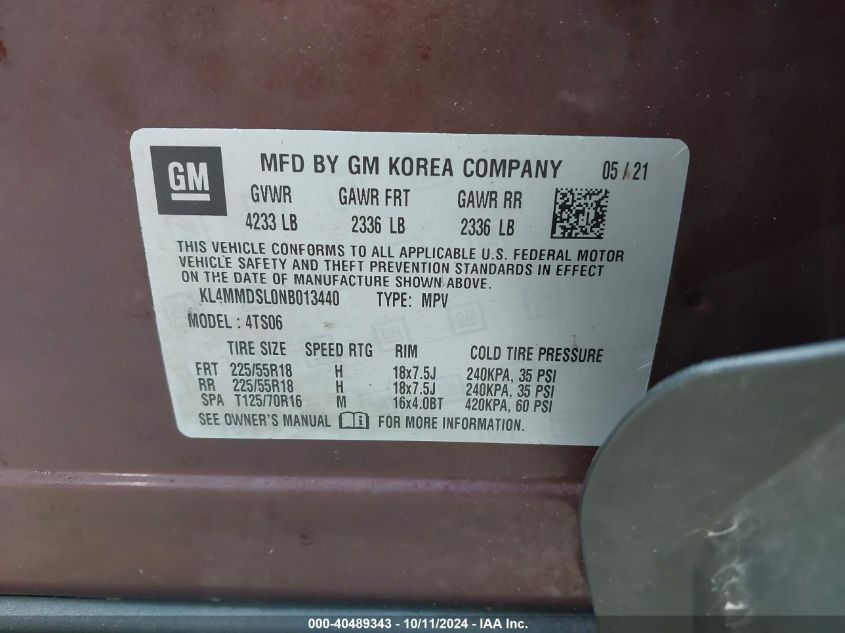 GM
MFD BY GM KOREA COMPANY 05/21
GVWR GAWR FRT GAWR RR
4233 LB 2336 LB 2336 LB
THIS VEHICLE CONFORMS TO ALL APPLICABLE U.S. FEDERAL MOTOR
VEHICLE SAFETY AND THEFT PREVENTION STANDARDS IN EFFECT
ON THE DATE OF MANUFACTURE SHOWN ABOVE.
KL4MMDSL0NB013440 TYPE: MPV
MODEL : 4TS06
TIRE SIZE SPEED RTG RIM COLD TIRE PRESSURE
FRT 225/55R18 H 18x7.5J 240KPA, 35 PSI
RR 225/55R18 H 18x7.5J 240KPA, 35 PSI
SPA T125/70R16 M 16x4.0BT 420KPA, 60 PSI
SEE OWNER'S MANUAL FOR MORE INFORMATION.
000-40489343 - 10/11/2024 - IAA Inc.